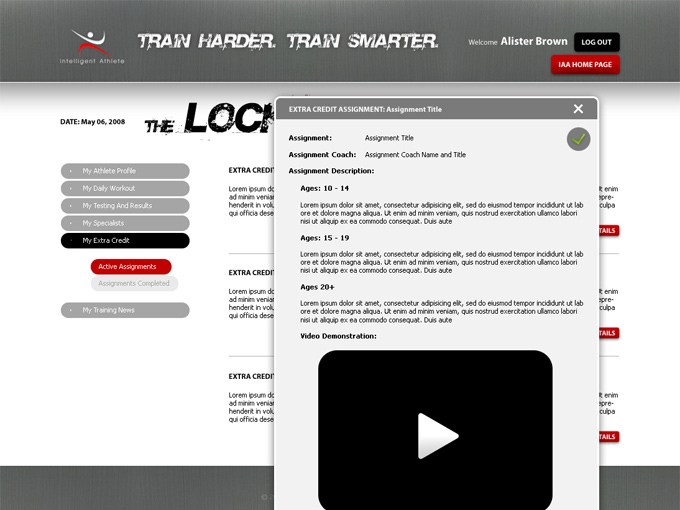 Intelligent Athlete
TRAIN HARDER. TRAIN SMARTER.
Welcome Alister Brown
LOG OUT
IAA HOME PAGE
DATE: May 06, 2008
THE LOCK
My Athlete Profile
My Daily Workout
My Testing And Results
My Specialists
My Extra Credit
Active Assignments
Assignments Completed
My Training News
EXTRA CREDIT
Lorem ipsum do
ad minim veniam
henderit in volu
qui officia dese
ut enim
repre-
culpa
TAILS
EXTRA CREDIT
Lorem ipsum do
ad minim veniam
henderit in volu
qui officia dese
ut enim
repre-
culpa
TAILS
EXTRA CREDIT
Lorem ipsum do
ad minim veniam
henderit in volu
qui officia dese
ut enim
repre-
culpa
TAILS
EXTRA CREDIT ASSIGNMENT: Assignment Title
Assignment: Assignment Title
Assignment Coach: Assignment Coach Name and Title
Assignment Description:
Ages: 10 - 14
Lorem ipsum dolor sit amet, consectetur adipisicing elit, sed do eiusmod tempor incididunt ut lab
ore et dolore magna aliqua. Ut enim ad minim veniam, quis nostrud exercitation ullamco labori
nisi ut aliquip ex ea commodo consequat. Duis aute
Ages: 15 - 19
Lorem ipsum dolor sit amet, consectetur adipisicing elit, sed do eiusmod tempor incididunt ut lab
ore et dolore magna aliqua. Ut enim ad minim veniam, quis nostrud exercitation ullamco labori
nisi ut aliquip ex ea commodo consequat. Duis aute
Ages 20+
Lorem ipsum dolor sit amet, consectetur adipisicing elit, sed do eiusmod tempor incididunt ut lab
ore et dolore magna aliqua. Ut enim ad minim veniam, quis nostrud exercitation ullamco labori
nisi ut aliquip ex ea commodo consequat. Duis aute
Video Demonstration: